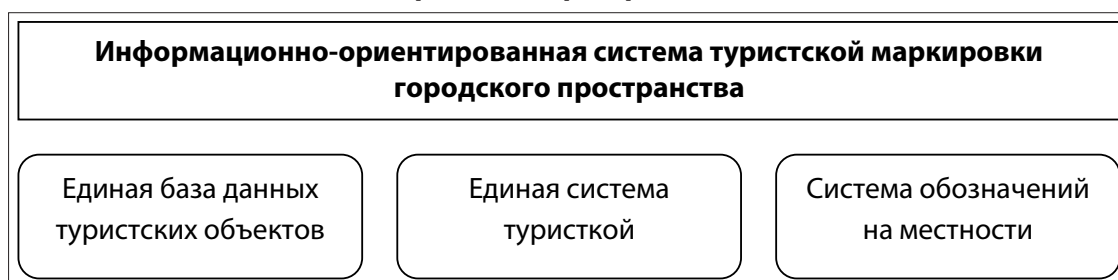 Информационно-ориентированная система туристской маркировки
городского пространства
Единая база данных
туристских объектов
Единая система
туристкой
Система обозначений
на местности